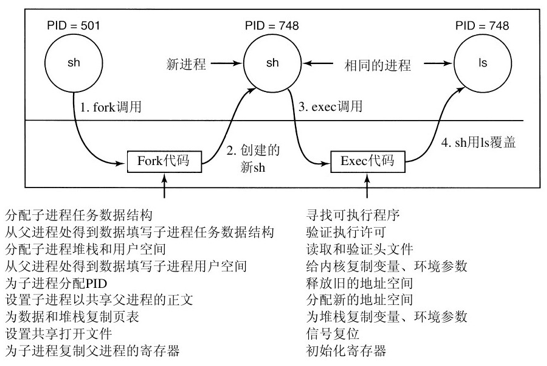 PID = 501
PID = 748
PID = 748
sh
新进程
sh
相同的进程
ls
1. fork调用
3. exec调用
Fork代码
2. 创建的
新sh
Exec代码
4. sh用ls覆盖
分配子进程任务数据结构
从父进程处得到数据填写子进程任务数据结构
分配子进程堆栈和用户空间
从父进程处得到数据填写子进程用户空间
为子进程分配PID
设置子进程以共享父进程的正文
为数据和堆栈复制页表
设置共享打开文件
为子进程复制父进程的寄存器
寻找可执行程序
验证执行许可
读取和验证头文件
给内核复制变量、环境参数
释放旧的地址空间
分配新的地址空间
为堆栈复制变量、环境参数
信号复位
初始化寄存器